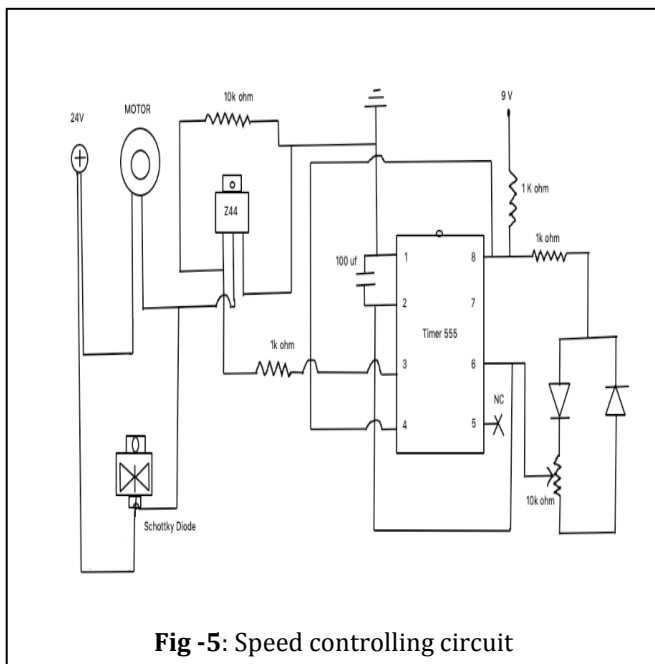 10k ohm
9 V
24V
MOTOR
1 K ohm
Z44
1k ohm
100 uf
1
8
2
7
Timer 555
1k ohm
3
6
NC
4
5
10k ohm
Schottky Diode
Fig -5: Speed controlling circuit